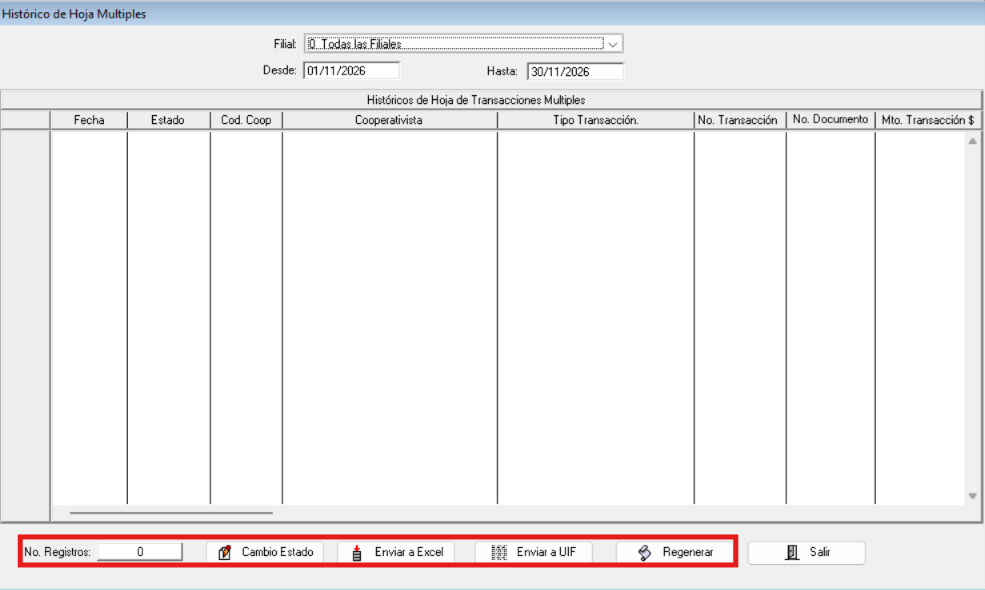 Histórico de Hoja Multiples
Filial: 0 Todas las Filiales
Desde: 01/11/2026 Hasta: 30/11/2026
Históricos de Hoja de Transacciones Multiples
Fecha Estado Cod. Coop Cooperativista Tipo Transacción. No. Transacción No. Documento Mto. Transacción $
No. Registros: 0 Cambio Estado Enviar a Excel Enviar a UIF Regenerar Salir